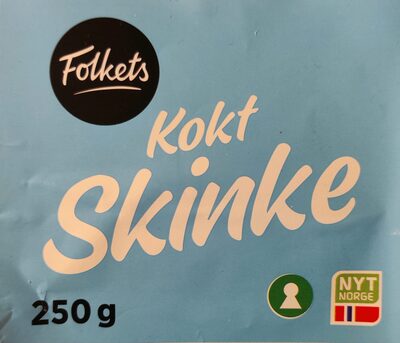 Folkets
Kokt
Skinke
250 g
NYT
NORGE